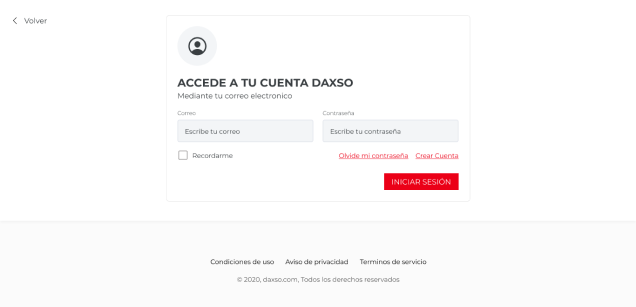 Volver
ACCEDE A TU CUENTA DAXSO
Mediante tu correo electronico
Correo
Contraseña
Escribe tu correo
Escribe tu contraseña
Recordarme
Olvide mi contraseña
Crear Cuenta
INICIAR SESIÓN
Condiciones de uso
Aviso de privacidad
Terminos de servicio
© 2020, daxso.com, Todos los derechos reservados